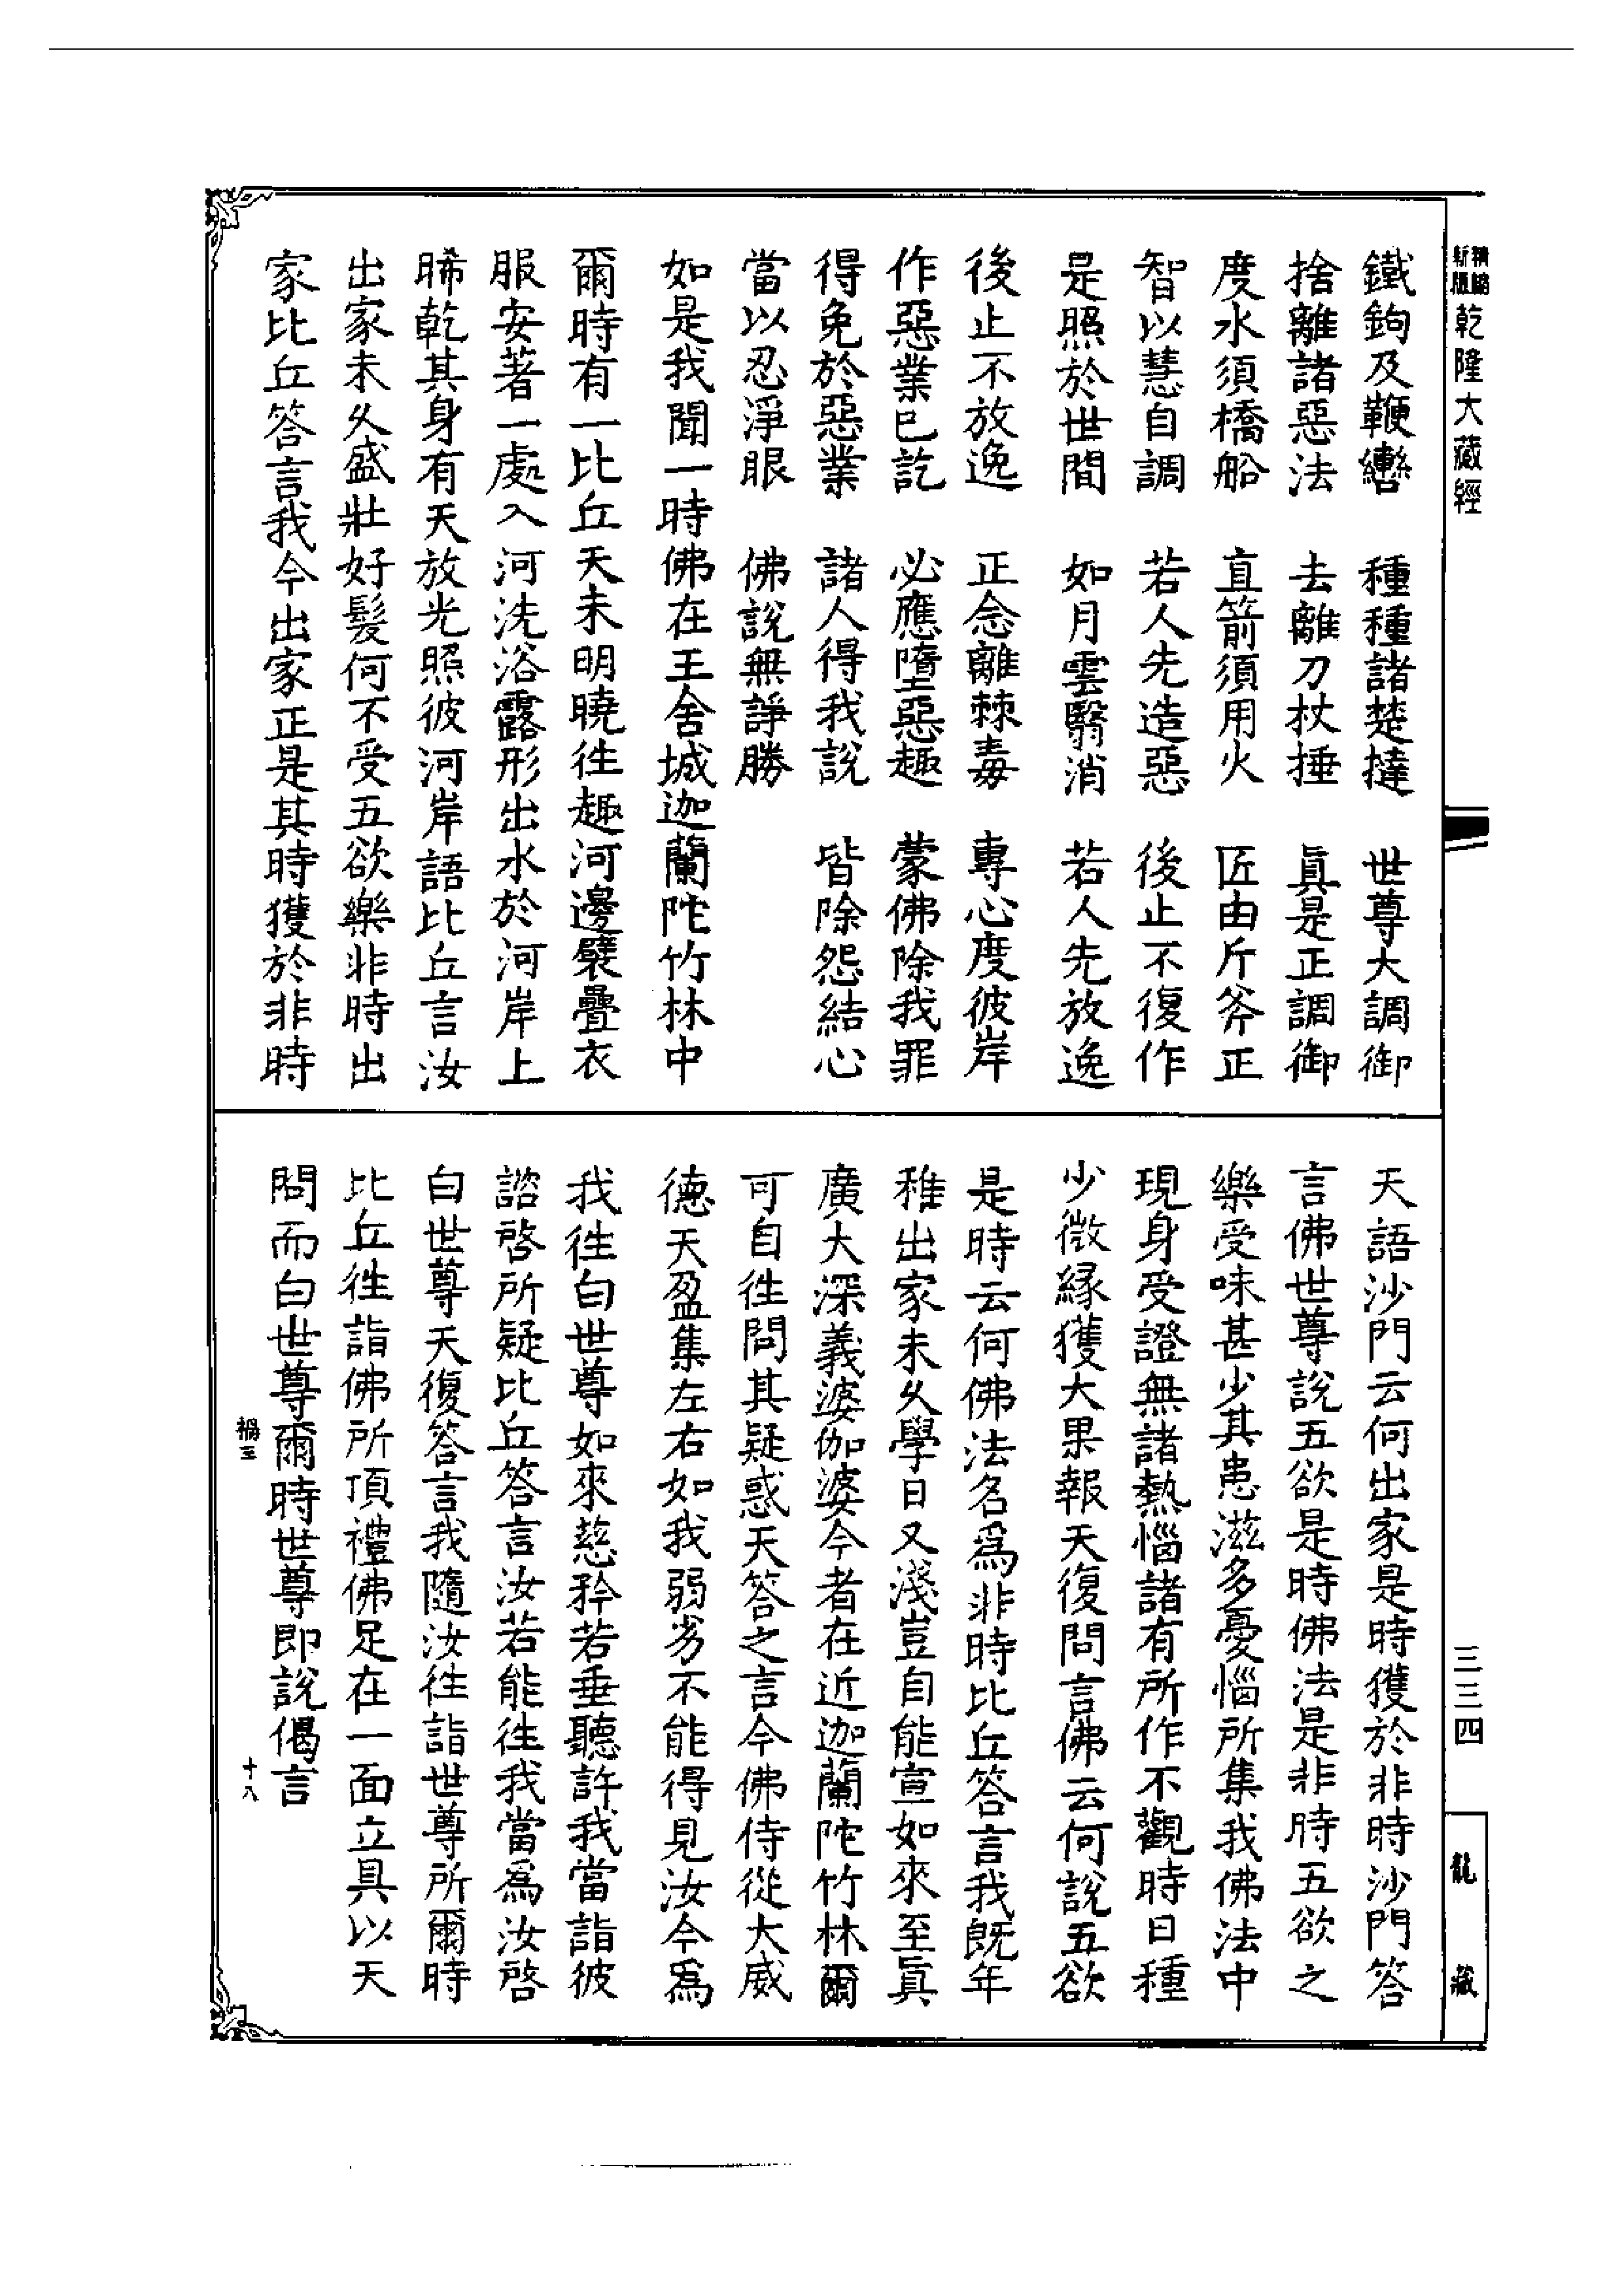 新版
精縮
乾隆大藏經
鐵鉤及鞭轡　種種諸楚撻　世尊大調御
捨離諸惡法　去離刀杖捶　眞是正調御
度水須橋船　直箭須用火　匠由斤斧正
智以慧自調　若人先造惡　後止不復作
是照於世間　如月雲翳消　若人先放逸
後止不放逸　正念離棘毒　專心度彼岸
作惡業已訖　必應墮惡趣　蒙佛除我罪
得免於惡業　諸人得我說　皆除怨結心
當以忍淨眼　佛說無諍勝
如是我聞一時佛在王舍城迦蘭陀竹林中
爾時有一比丘天未明曉徃趣河邊襞疊衣
服安著一處入河洗浴露形出水於河岸上
晞乾其身有天放光照彼河岸語比丘言汝
出家未久盛壯好髮何不受五欲樂非時出
家比丘答言我今出家正是其時獲於非時
天語沙門云何出家是時獲於非時沙門答
言佛世尊說五欲是時佛法是非時五欲之
樂受味甚少其患滋多憂惱所集我佛法中
現身受證無諸熱惱諸有所作不觀時日種
少微緣獲大果報天復問言佛云何說五欲
是時云何佛法名爲非時比丘答言我既年
稚出家未久學日又淺豈自能宣如來至眞
廣大深義婆伽婆今者在近迦蘭陀竹林爾
可自徃問其疑惑天答之言今佛侍從大威
德天盈集左右如我弱劣不能得見汝今爲
我徃白世尊如來慈矜若垂聽許我當詣彼
諮啓所疑比丘答言汝若能徃我當爲汝啓
白世尊天復答言我隨汝徃詣世尊所爾時
比丘徃詣佛所頂禮佛足在一面立具以天
問而白世尊爾時世尊即說偈言
三三四
龍藏
十八